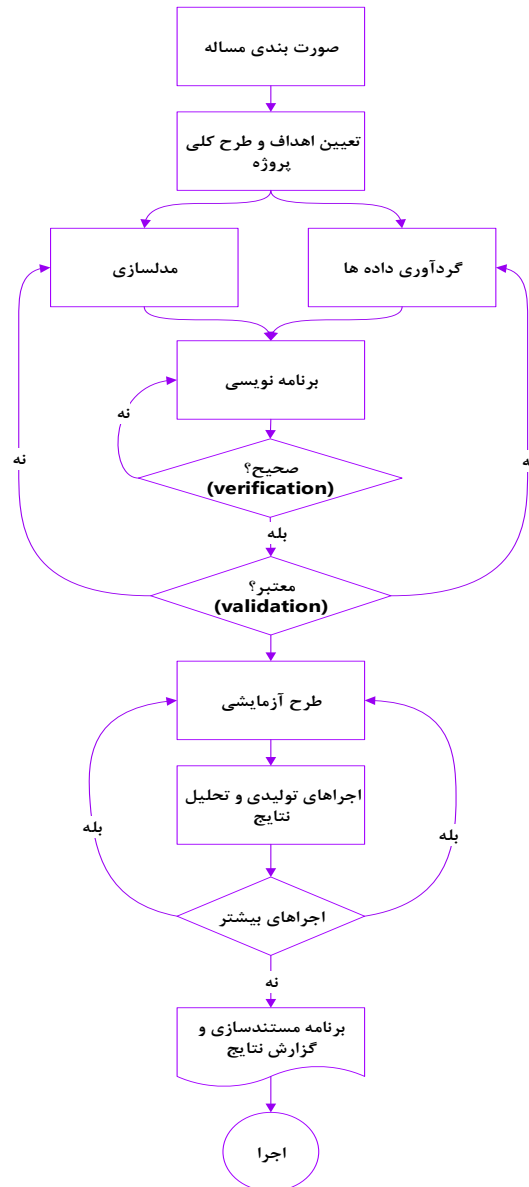 صورت بندی مساله
تعیین اهداف و طرح کلی
پروژه
گردآوری داده ها
مدلسازی
برنامه نویسی
نه
صحیح؟
(verification)
نه
نه
بله
معتبر؟
(validation)
طرح آزمایشی
اجراهای تولیدی و تحلیل
نتایج
بله
بله
اجراهای بیشتر
نه
برنامه مستندسازی و
گزارش نتایج
اجرا